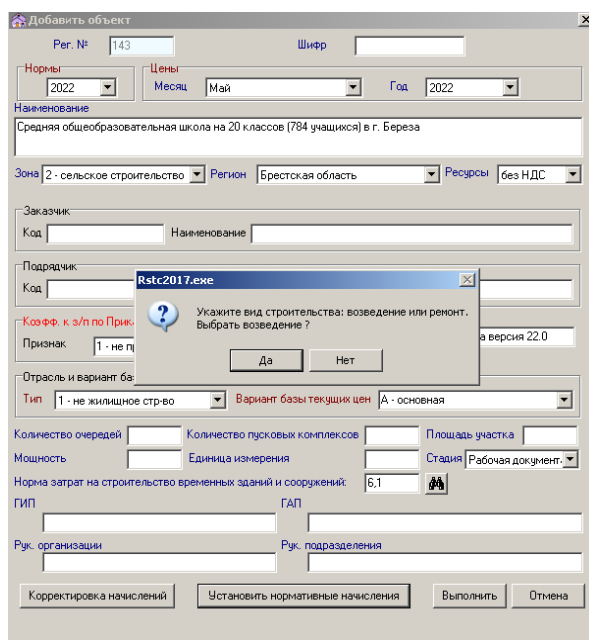 Добавить объект
Рег. № 143 Шифр
Нормы Цены
2022 Месяц Май Год 2022
Наименование
Средняя общеобразовательная школа на 20 классов (784 учащихся) в г. Береза
Зона 2 - сельское строительство Регион Брестская область Ресурсы без НДС
Заказчик
Код Наименование
Подрядчик
Код
Rstc2017.exe
Укажите вид строительства: возведение или ремонт.
Выбрать возведение ?
Да Нет
Коэфф. к з/п по
Признак 1 - не версия 22.0
Отрасль и вариант
Тип 1 - не жилищное стр-во Вариант базы текущих цен А - основная
Количество очередей Количество пусковых комплексов Площадь участка
Мощность Единица измерения Стадия Рабочая документ.
Норма затрат на строительство временных зданий и сооружений: 6,1
ГИП ГАП
Рук. организации Рук. подразделения
Корректировка начислений Установить нормативные начисления Выполнить Отмена